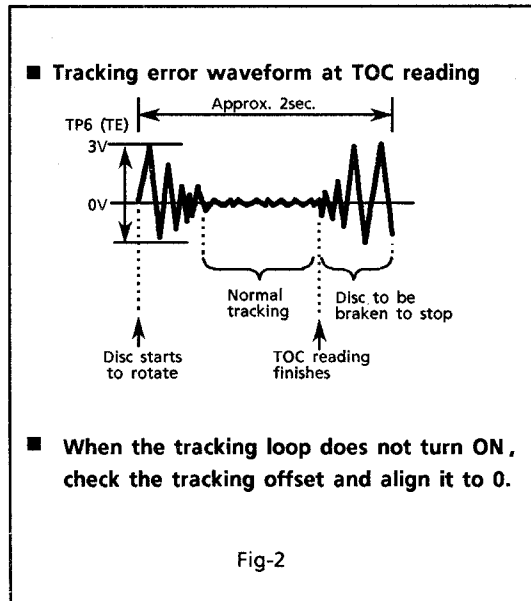 ■ Tracking error waveform at TOC reading
Approx. 2sec.
TP6 (TE)
3V
0V
Normal
tracking
Disc to be
braken to stop
Disc starts
to rotate
TOC reading
finishes
■ When the tracking loop does not turn ON,
check the tracking offset and align it to 0.
Fig-2